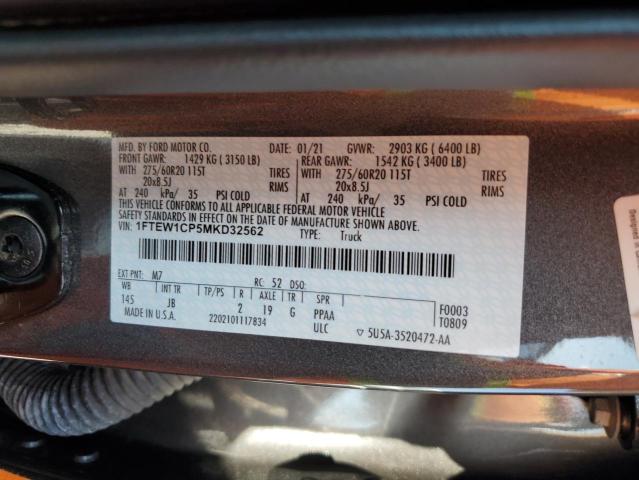 MFD. BY FORD MOTOR CO. 01/21 GVWR: 2903 KG ( 6400 LB)
FRONT GAWR: 1429 KG ( 3150 LB) REAR GAWR: 1542 KG ( 3400 LB)
WITH 275/60R20 115T TIRES WITH 275/60R20 115T TIRES
20x8.5J RIMS 20x8.5J RIMS
AT 240 kPa/ 35 PSI COLD AT 240 kPa/ 35 PSI COLD
THIS VEHICLE CONFORMS TO ALL APPLICABLE FEDERAL MOTOR VEHICLE
SAFETY STANDARDS IN EFFECT ON THE DATE OF MANUFACTURE SHOWN ABOVE.
VIN: 1FTEW1CP5MKD32562 TYPE: Truck
EXT PNT: M7 RC: 52 DSO:
WB INT TR TP/PS R AXLE TR SPR F0003
145 JB 2 19 G PPAA T0809
MADE IN U.S.A. 2202101117834 ULC ▽ 5U5A-3520472-AA